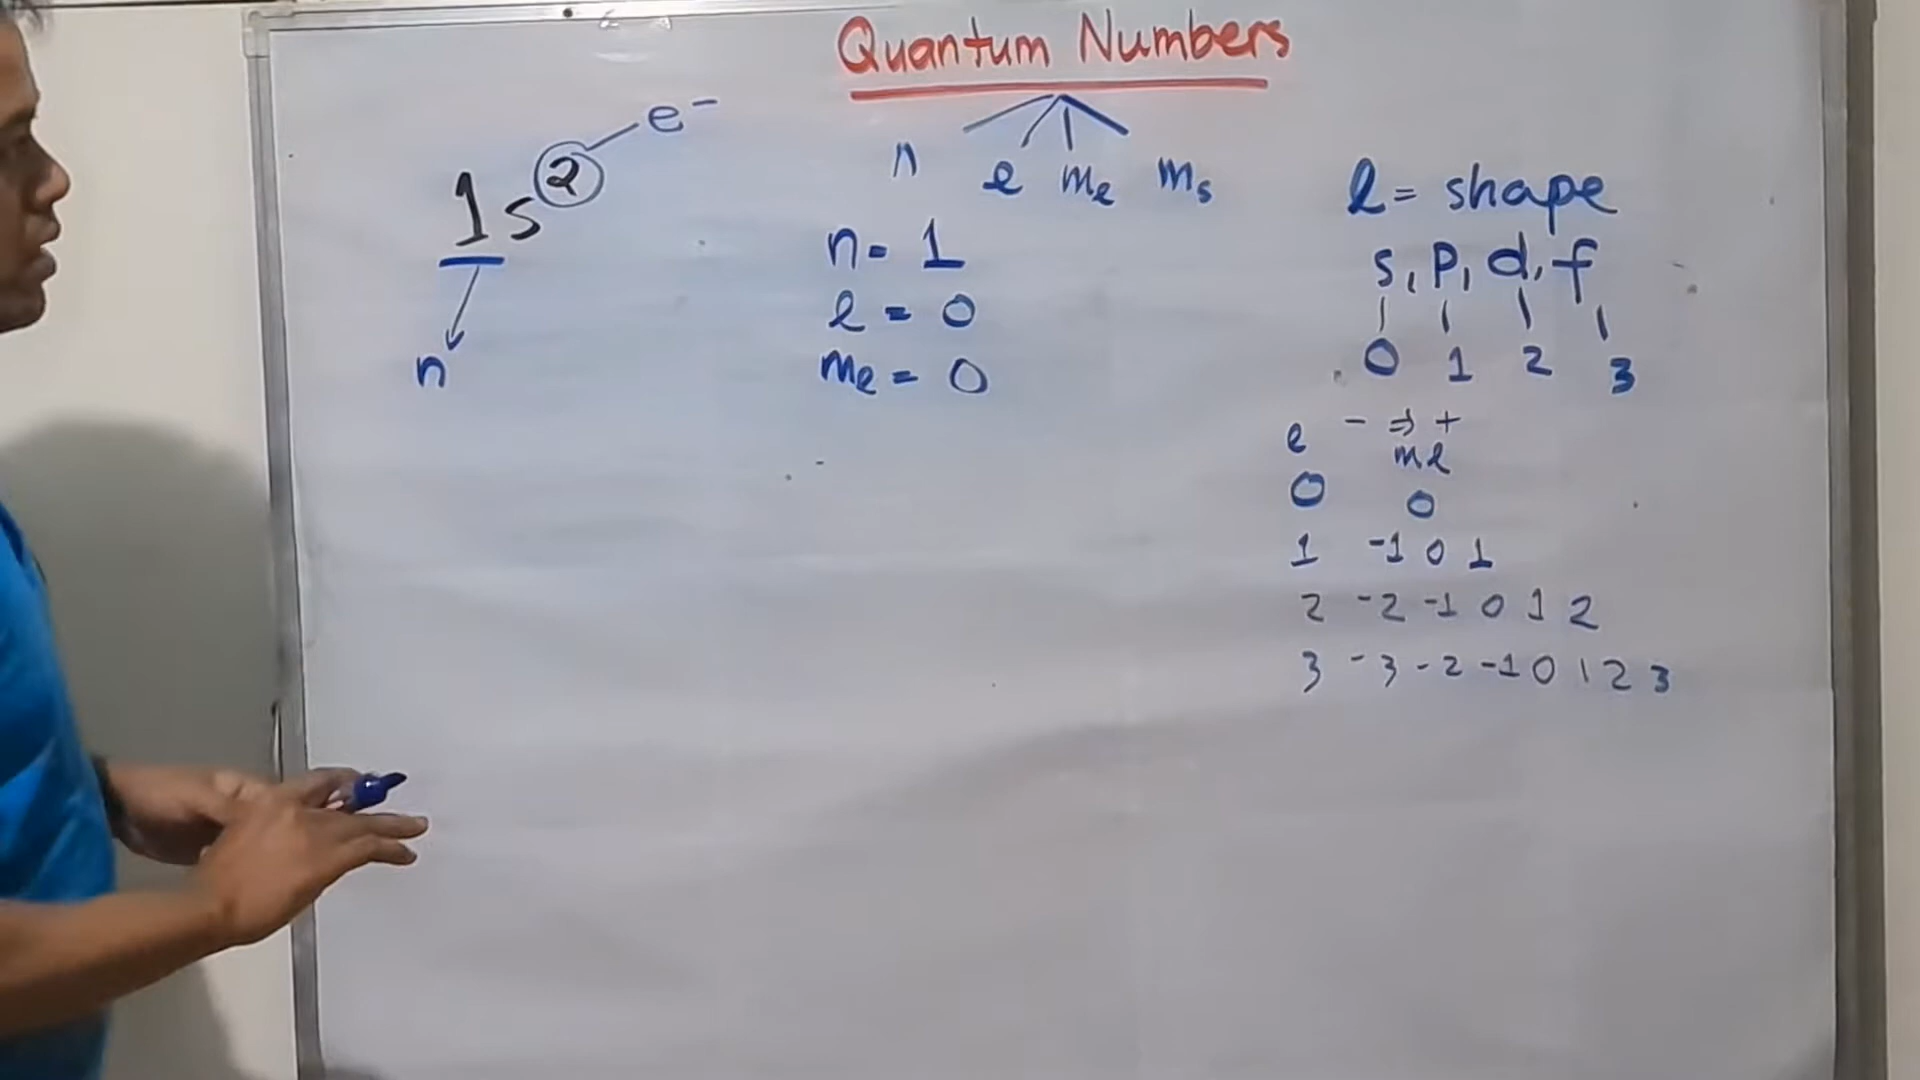 Quantum Numbers
n l ml ms
1s² e⁻
n
n = 1
l = 0
ml = 0
l = shape
s, p, d, f
0 1 2 3
l - ⇒ +
ml
0 0
1 -1 0 1
2 -2 -1 0 1 2
3 -3 -2 -1 0 1 2 3